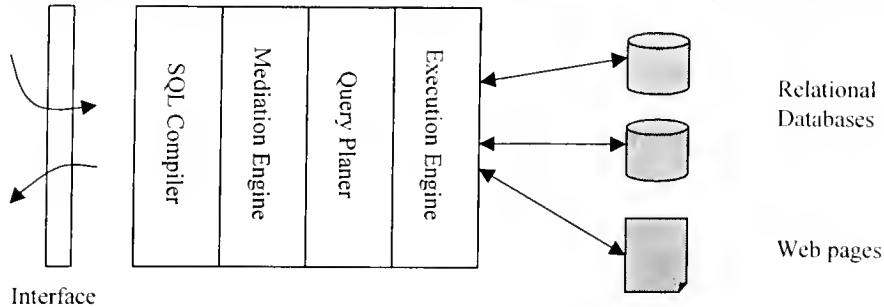 SQL Compiler
Mediation Engine
Query Planer
Execution Engine
Relational
Databases
Web pages
Interface